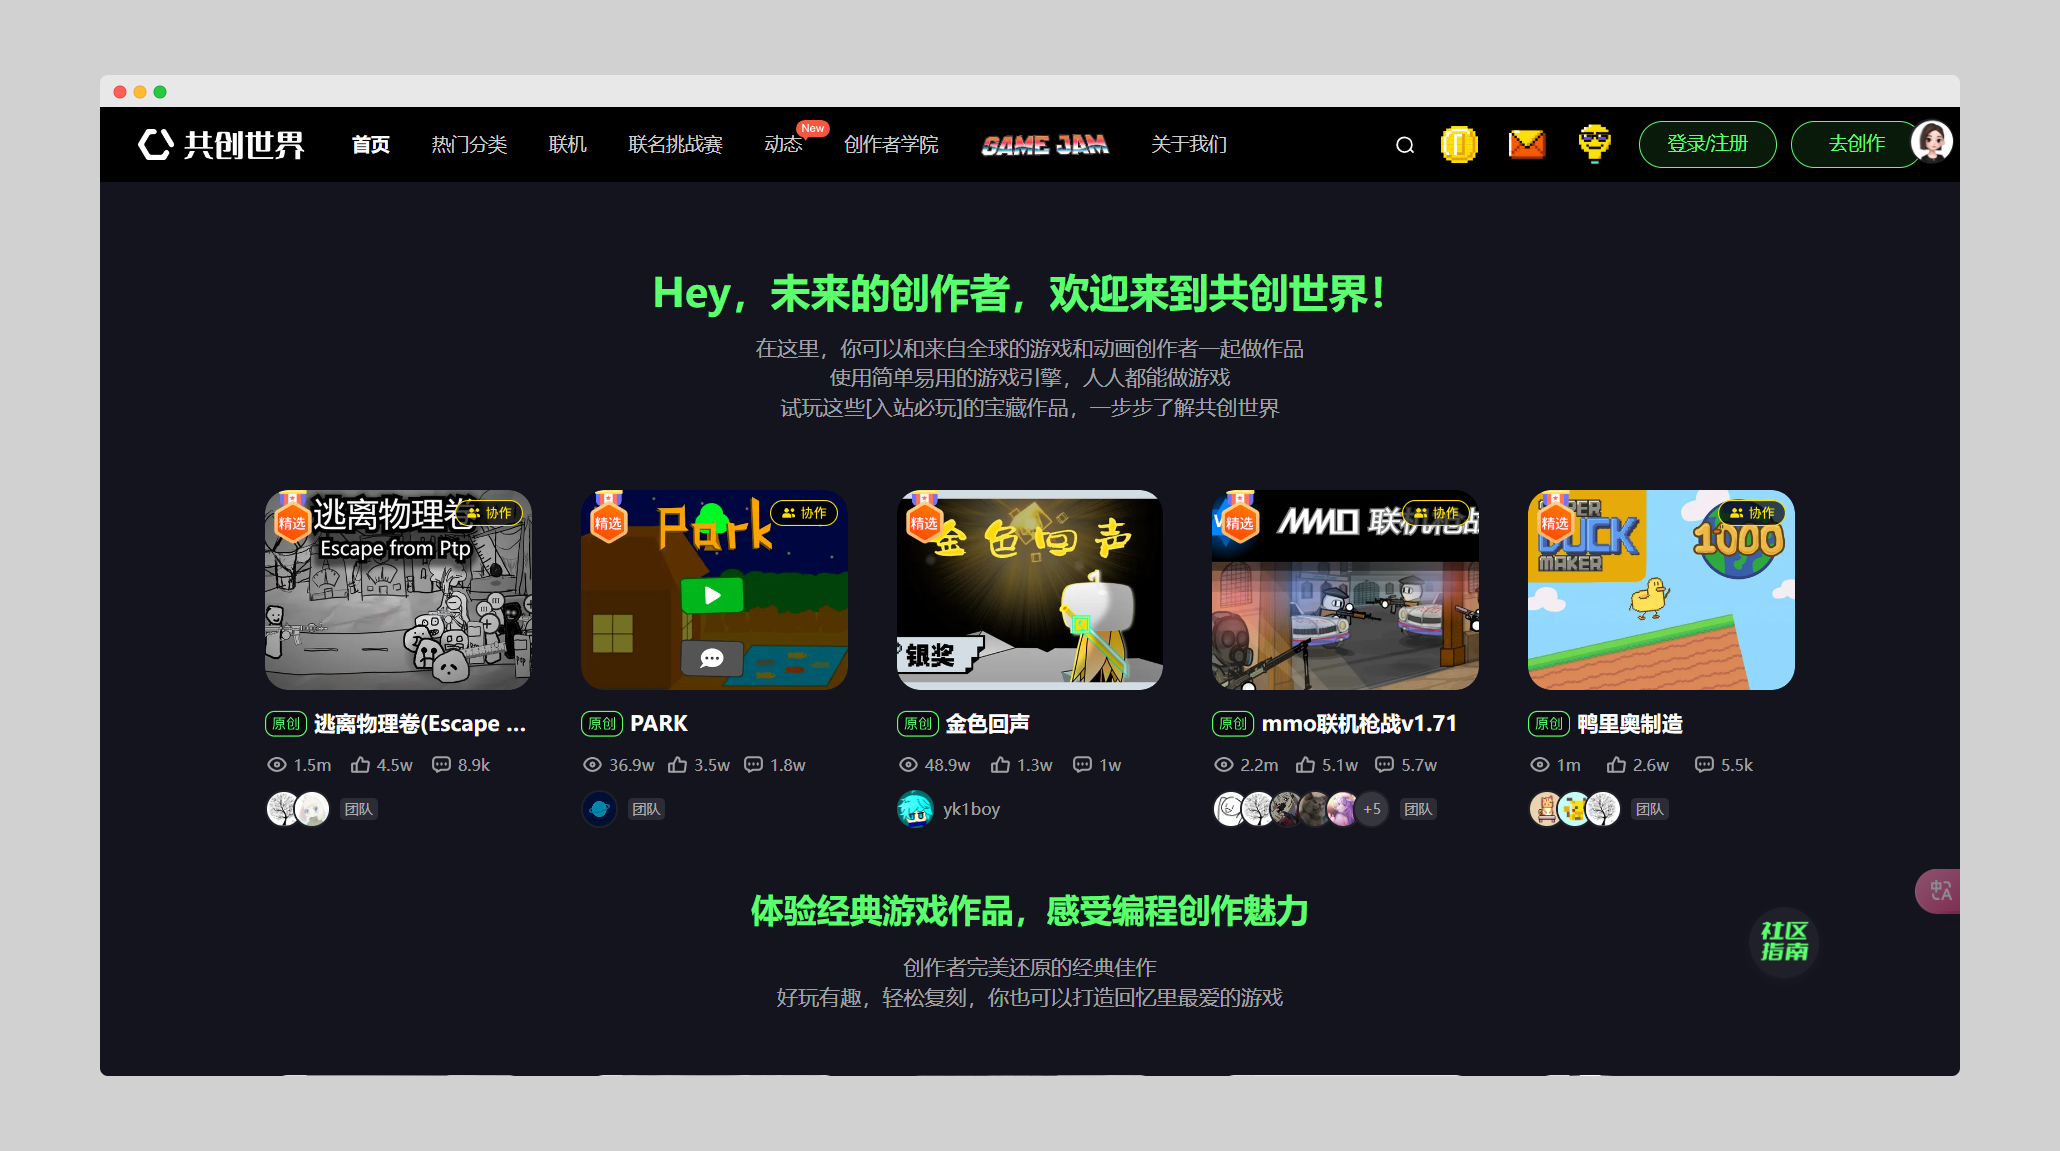 共创世界 首页 热门分类 联机 联名挑战赛 动态 New 创作者学院 GAME JAM 关于我们 登录/注册 去创作
Hey，未来的创作者，欢迎来到共创世界！
在这里，你可以和来自全球的游戏和动画创作者一起做作品
使用简单易用的游戏引擎，人人都能做游戏
试玩这些[入站必玩]的宝藏作品，一步步了解共创世界
精选 逃离物理卷 协作
Escape from Ptp
原创 逃离物理卷(Escape ...
1.5m 4.5w 8.9k
团队
精选 Park 协作
原创 PARK
36.9w 3.5w 1.8w
团队
精选 金色回声
银奖
原创 金色回声
48.9w 1.3w 1w
yk1boy
精选 MMO 联机枪战 协作
原创 mmo联机枪战v1.71
2.2m 5.1w 5.7w
+5 团队
精选 协作
DUCK 1000
MAKER
原创 鸭里奥制造
1m 2.6w 5.5k
团队
体验经典游戏作品，感受编程创作魅力
创作者完美还原的经典佳作
好玩有趣，轻松复刻，你也可以打造回忆里最爱的游戏
中A
社区
指南